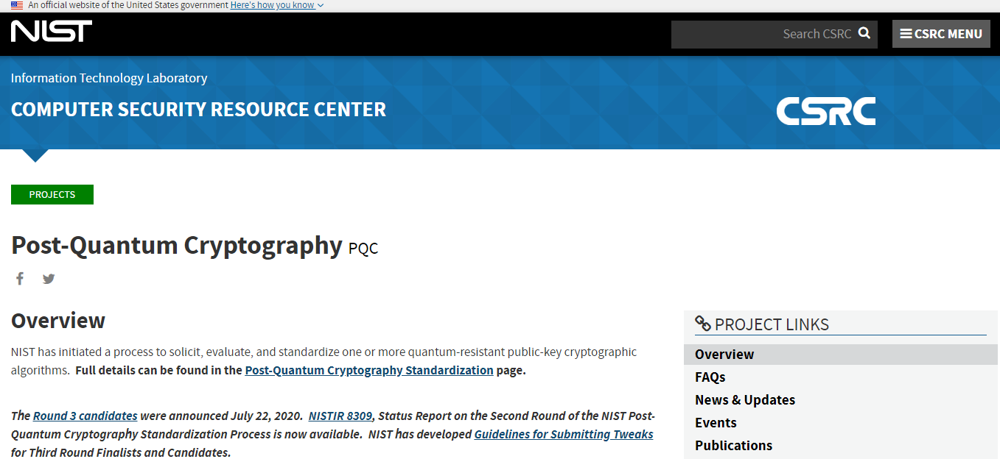 An official website of the United States government Here's how you know
NIST
Search CSRC
CSRC MENU
Information Technology Laboratory
COMPUTER SECURITY RESOURCE CENTER
CSRC
PROJECTS
Post-Quantum Cryptography PQC
Overview
NIST has initiated a process to solicit, evaluate, and standardize one or more quantum-resistant public-key cryptographic
algorithms.  Full details can be found in the Post-Quantum Cryptography Standardization page.
The Round 3 candidates were announced July 22, 2020.  NISTIR 8309, Status Report on the Second Round of the NIST Post-
Quantum Cryptography Standardization Process is now available.  NIST has developed Guidelines for Submitting Tweaks
for Third Round Finalists and Candidates.
PROJECT LINKS
Overview
FAQs
News & Updates
Events
Publications